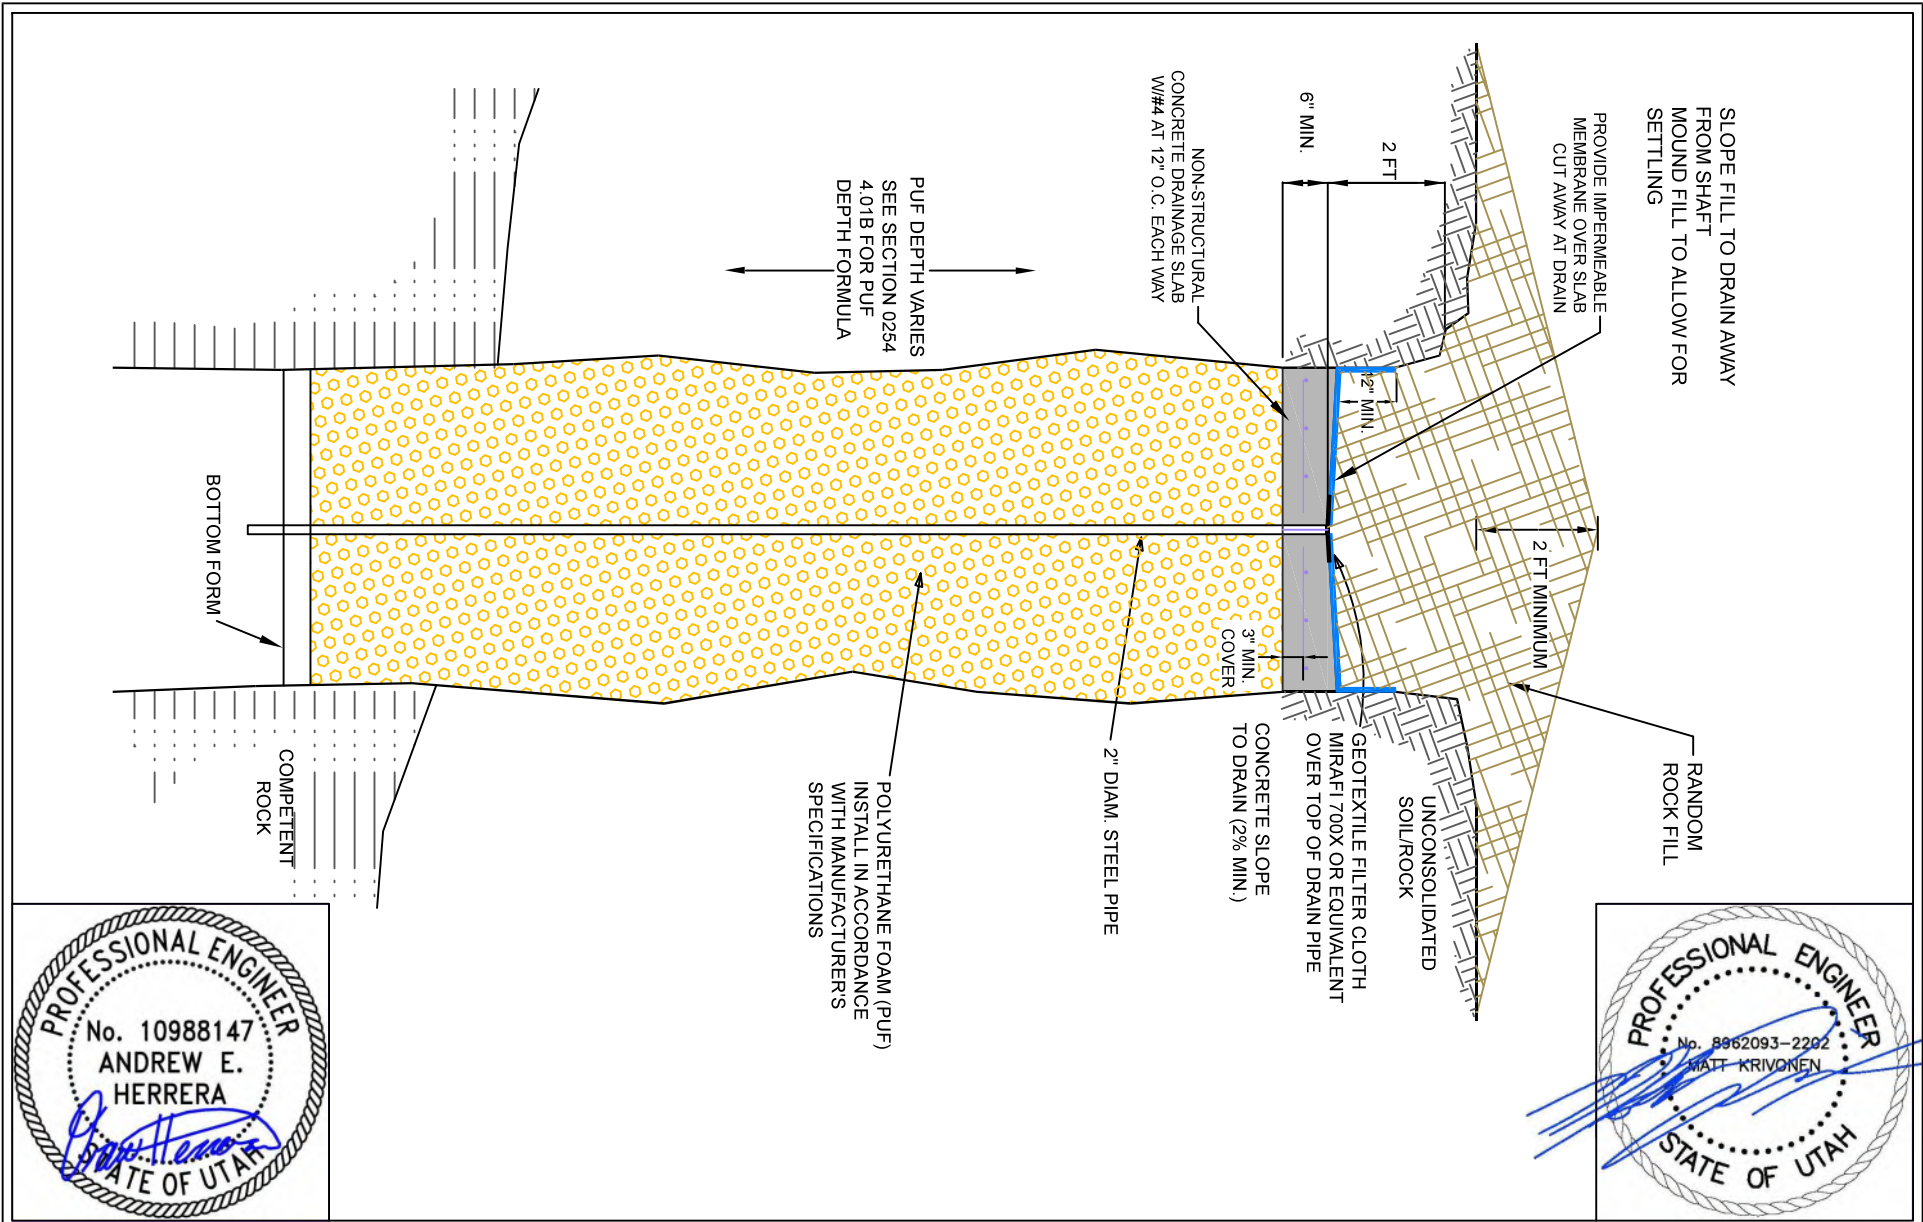 SLOPE FILL TO DRAIN AWAY
FROM SHAFT
MOUND FILL TO ALLOW FOR
SETTLING
PROVIDE IMPERMEABLE
MEMBRANE OVER SLAB
CUT AWAY AT DRAIN
2 FT
6" MIN.
NON-STRUCTURAL
CONCRETE DRAINAGE SLAB
W/#4 AT 12" O.C. EACH WAY
12" MIN.
2 FT MINIMUM
RANDOM
ROCK FILL
UNCONSOLIDATED
SOIL/ROCK
GEOTEXTILE FILTER CLOTH
MIRAFI 700X OR EQUIVALENT
OVER TOP OF DRAIN PIPE
3" MIN.
COVER
CONCRETE SLOPE
TO DRAIN (2% MIN.)
2" DIAM. STEEL PIPE
PUF DEPTH VARIES
SEE SECTION 0254
4.01B FOR PUF
DEPTH FORMULA
POLYURETHANE FOAM (PUF)
INSTALL IN ACCORDANCE
WITH MANUFACTURER'S
SPECIFICATIONS
BOTTOM FORM
COMPETENT
ROCK
PROFESSIONAL ENGINEER
No. 10988147
ANDREW E.
HERRERA
STATE OF UTAH
PROFESSIONAL ENGINEER
No. 8962093-2202
MATT KRIVONEN
STATE OF UTAH